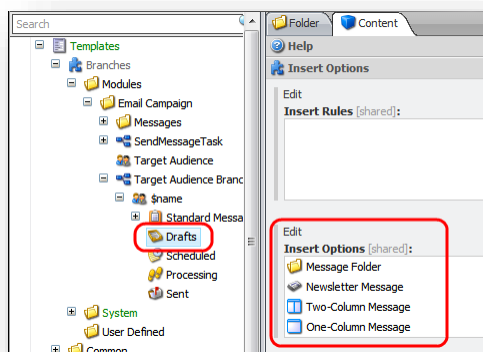 Search
Templates
Branches
Modules
Email Campaign
Messages
SendMessageTask
Target Audience
Target Audience Branc
$name
Standard Messa
Drafts
Scheduled
Processing
Sent
System
User Defined
Common
Folder
Content
Help
Insert Options
Edit
Insert Rules [shared]:
Edit
Insert Options [shared]:
Message Folder
Newsletter Message
Two-Column Message
One-Column Message